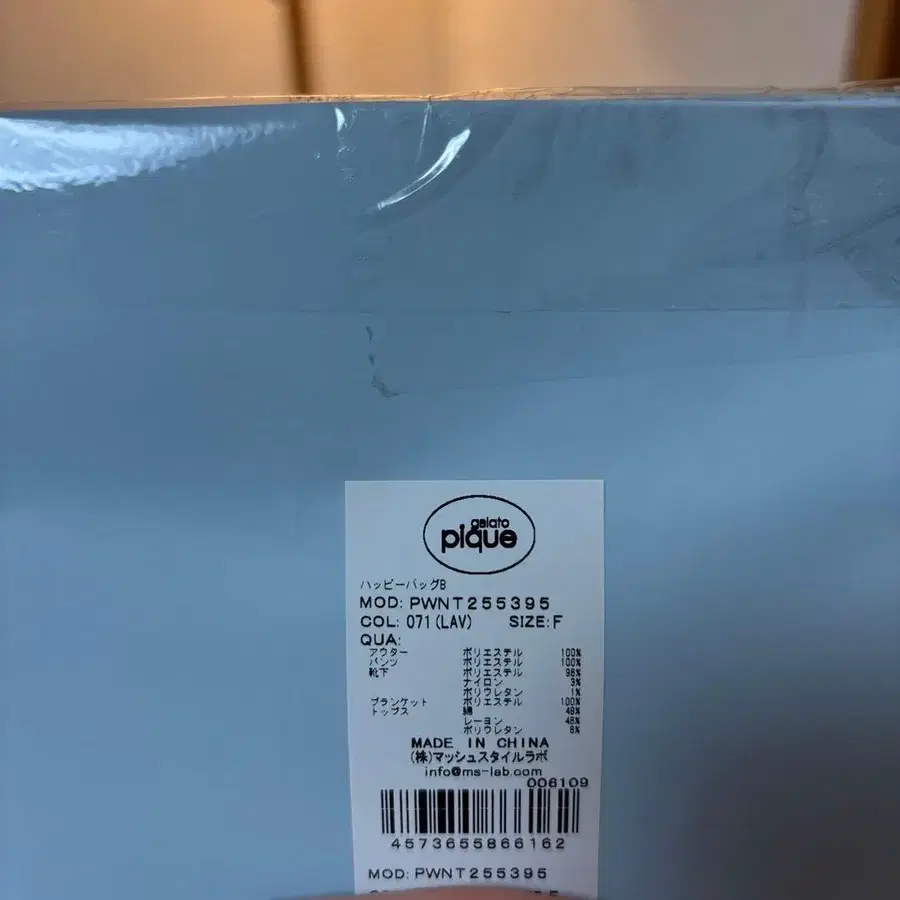 gelato
pique
ハッピーバッグB
MOD: PWNT255395
COL: 071(LAV) SIZE:F
QUA:
アウター ポリエステル 100%
パンツ ポリエステル 100%
靴下 ポリエステル 96%
ナイロン 3%
ポリウレタン 1%
ブランケット ポリエステル 100%
トップス 綿 48%
レーヨン 46%
ポリウレタン 6%
MADE IN CHINA
(株)マッシュスタイルラボ
info@ms-lab.com
006109
4573655866162
MOD: PWNT255395